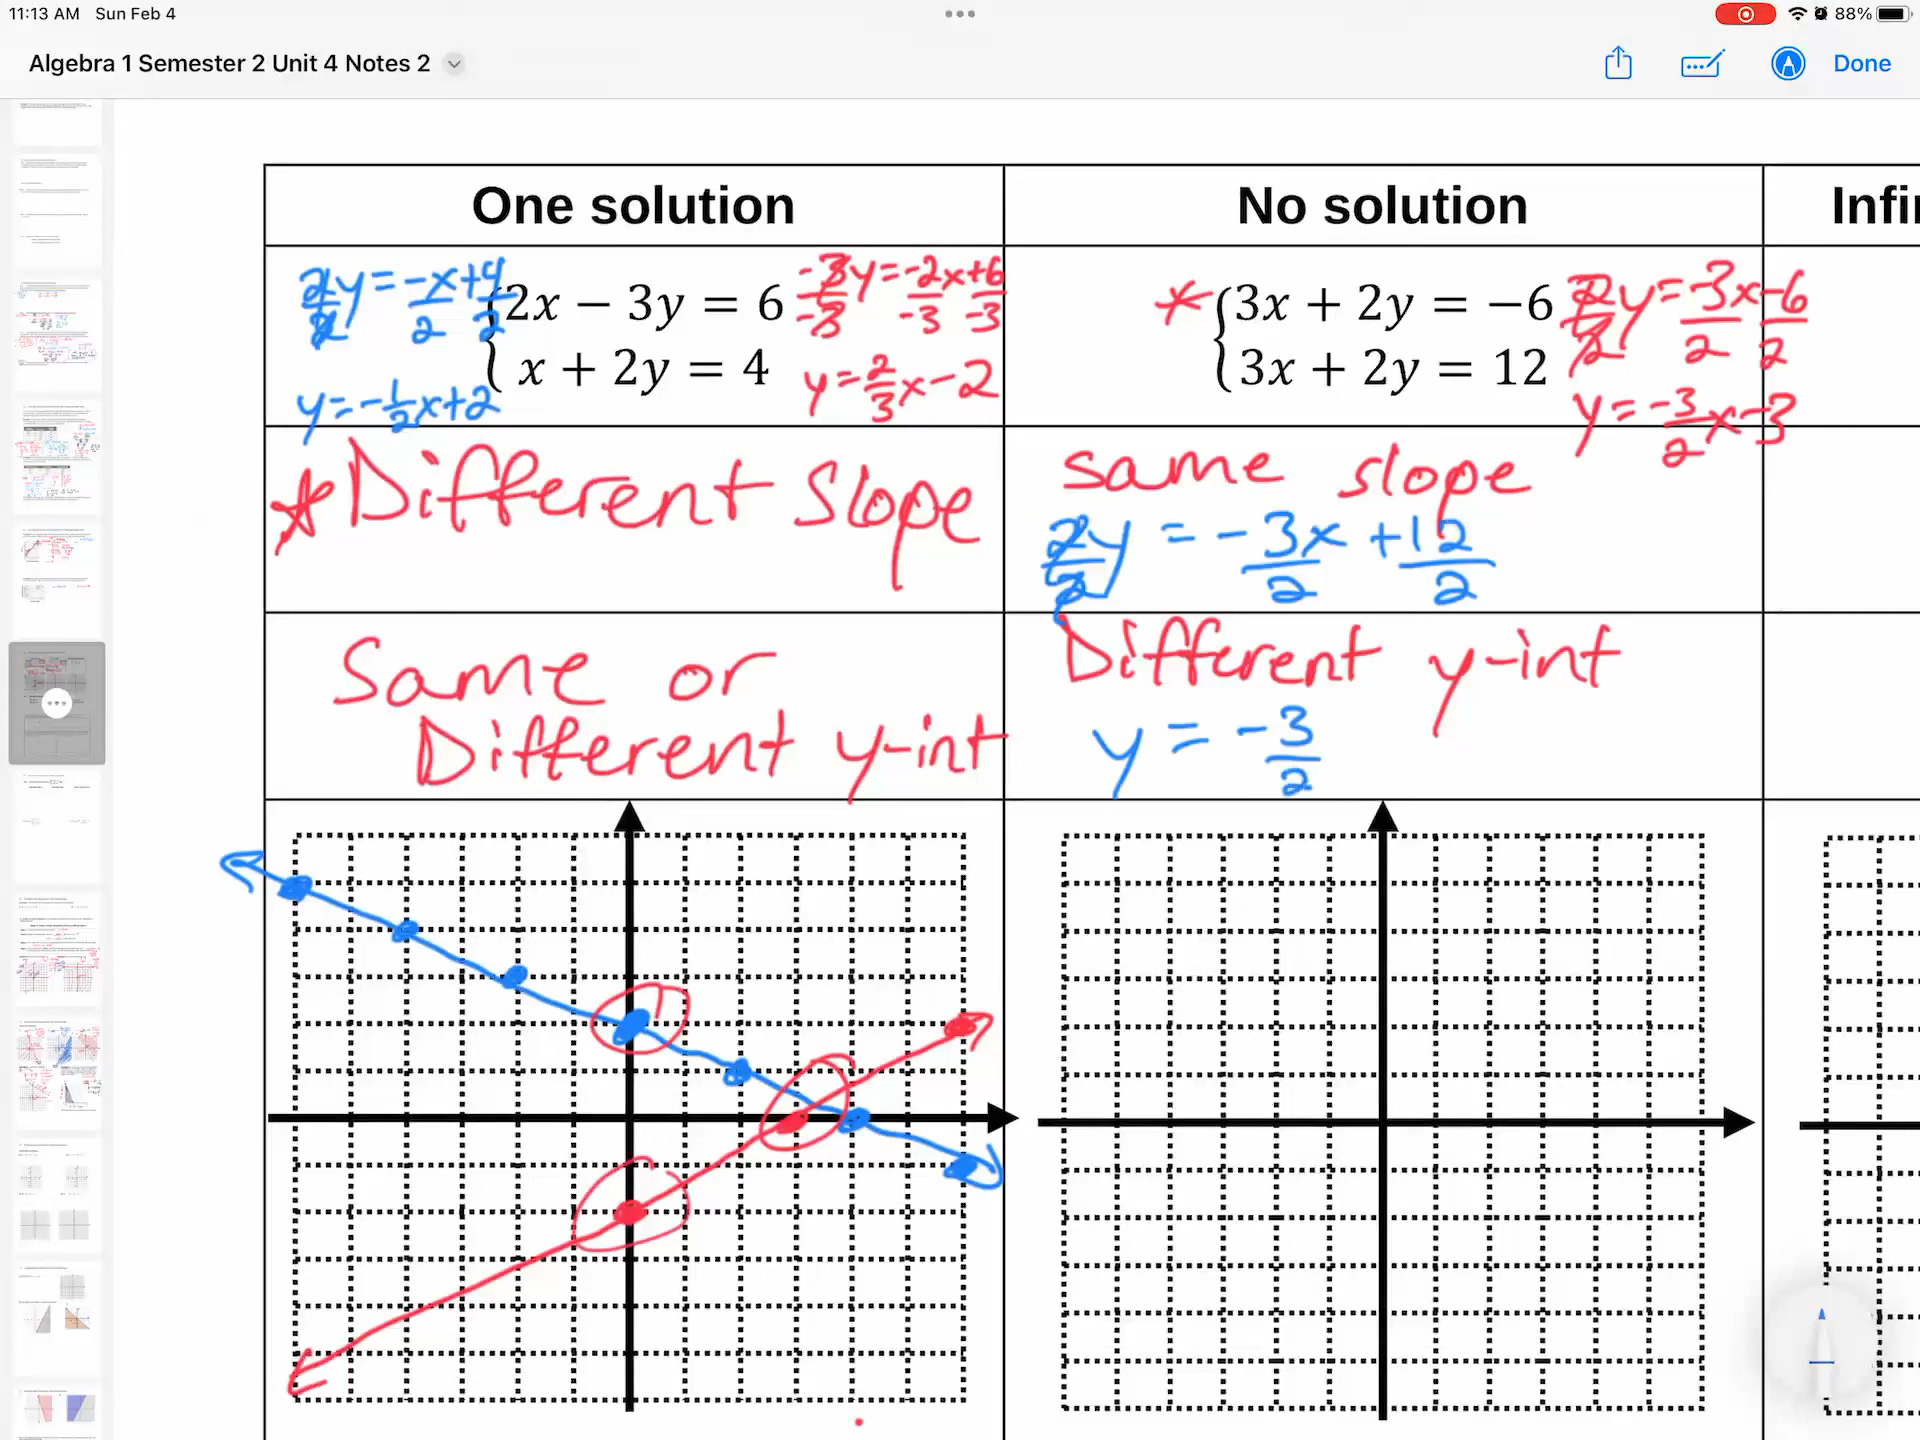 11:13 AM Sun Feb 4
88%
Algebra 1 Semester 2 Unit 4 Notes 2
Done
One solution
No solution
Infi
2y/2 = -x/2 + 4/2
y = -1/2 x + 2
2x − 3y = 6
x + 2y = 4
-3y/-3 = -2x/-3 + 6/-3
y = 2/3 x - 2
* 3x + 2y = −6
3x + 2y = 12
2y/2 = -3x/2 - 6/2
y = -3/2 x - 3
* Different Slope
same slope
2y/2 = -3x/2 + 12/2
Same or
Different y-int
Different y-int
y = -3/2